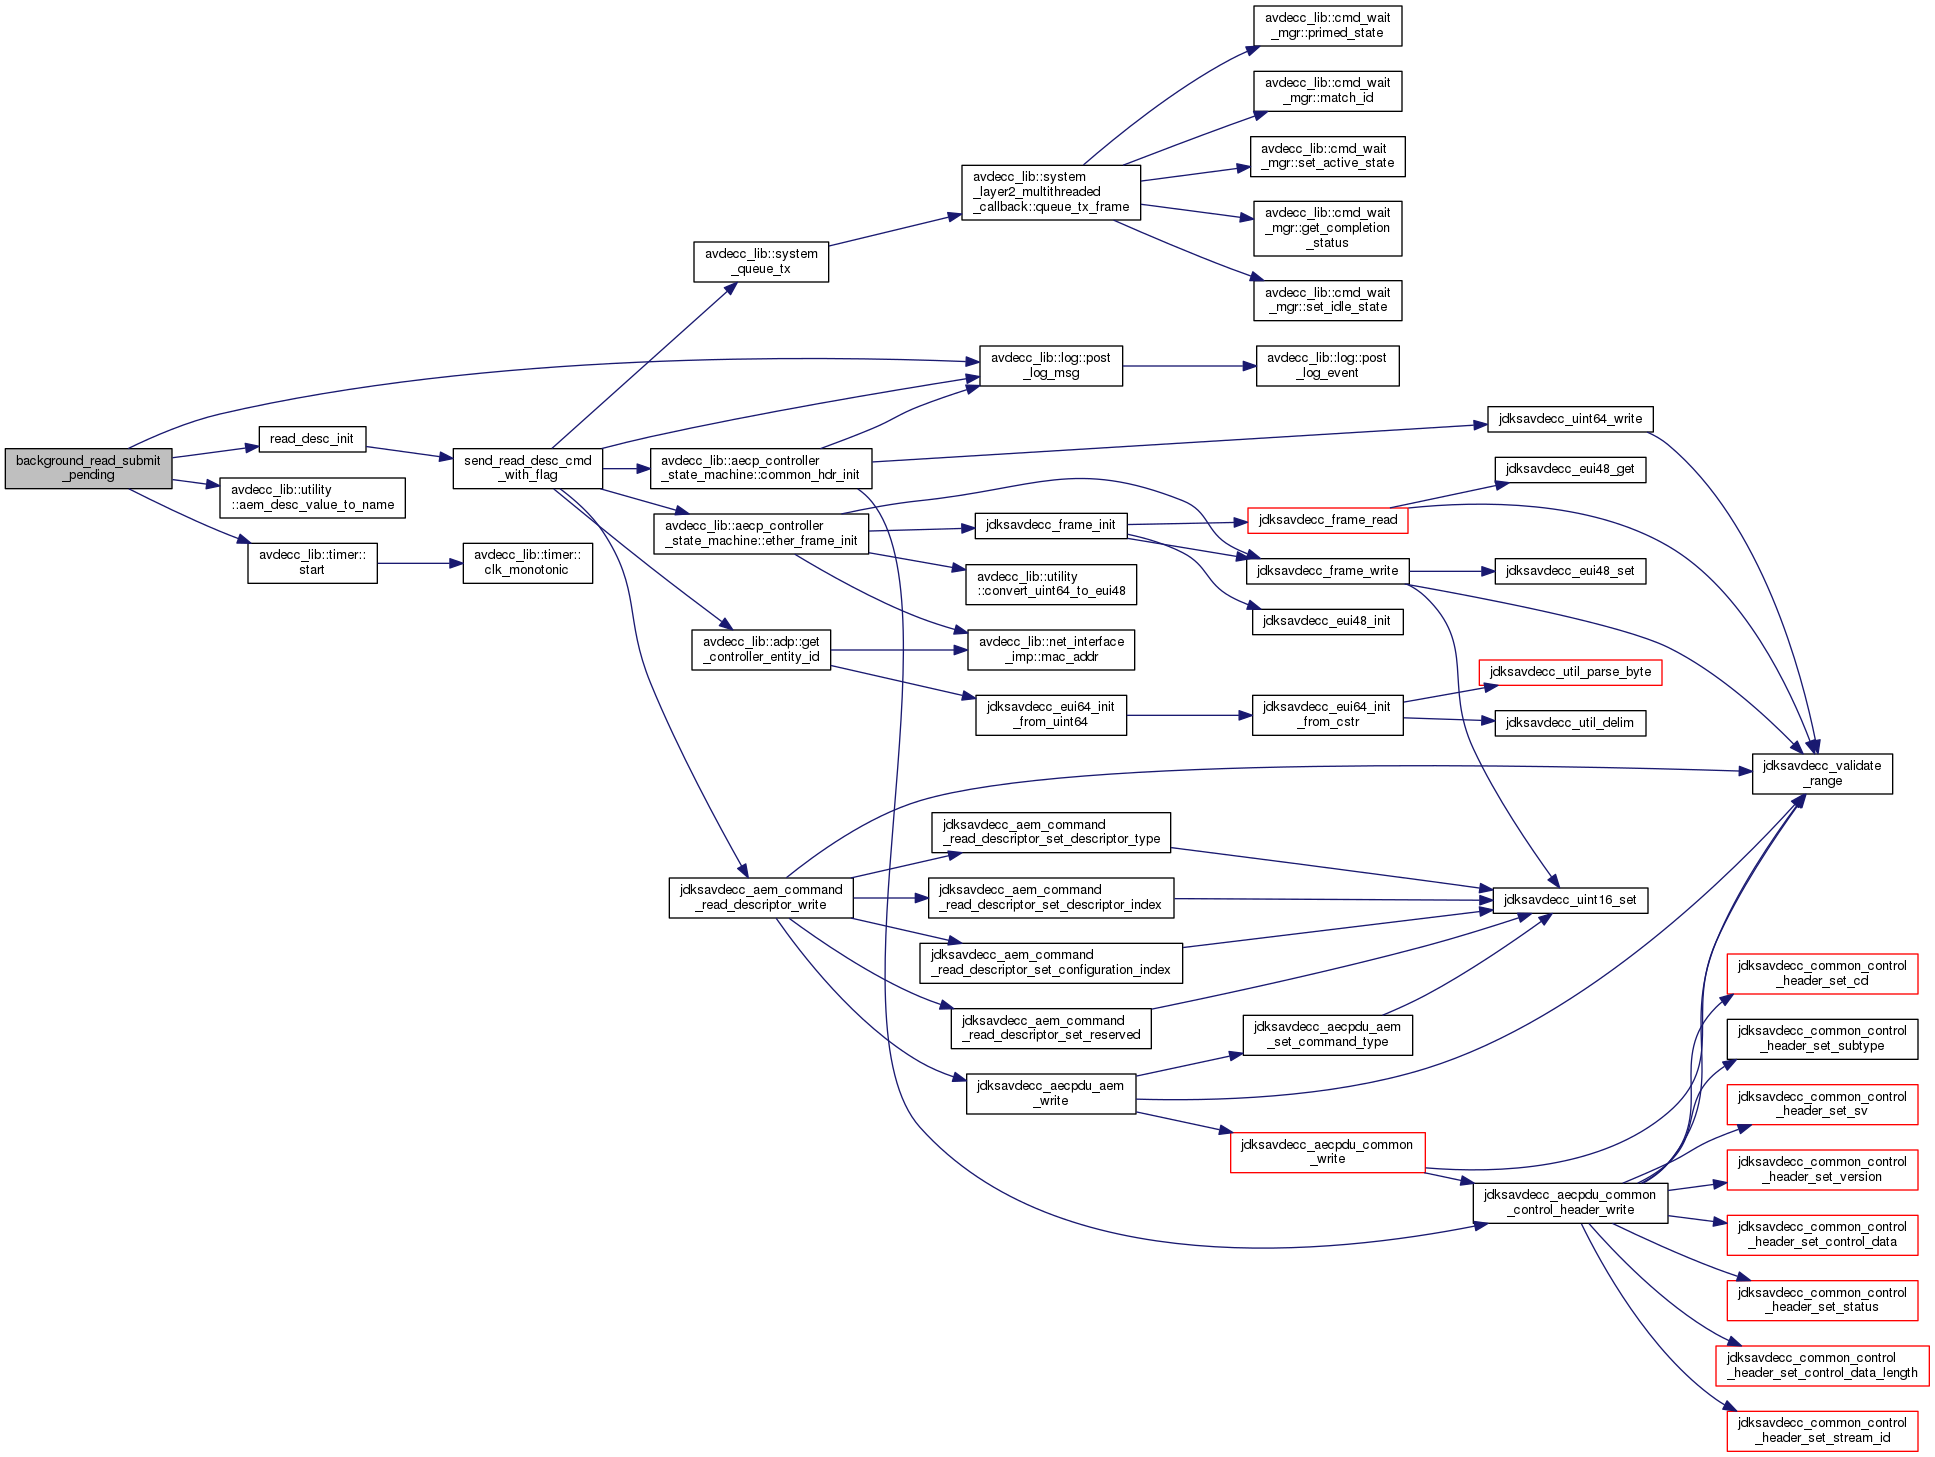 background_read_submit
_pending
read_desc_init
avdecc_lib::utility
::aem_desc_value_to_name
avdecc_lib::timer::
start
avdecc_lib::timer::
clk_monotonic
send_read_desc_cmd
_with_flag
avdecc_lib::system
_queue_tx
avdecc_lib::aecp_controller
_state_machine::common_hdr_init
avdecc_lib::aecp_controller
_state_machine::ether_frame_init
avdecc_lib::adp::get
_controller_entity_id
jdksavdecc_aem_command
_read_descriptor_write
avdecc_lib::system
_layer2_multithreaded
_callback::queue_tx_frame
avdecc_lib::log::post
_log_msg
jdksavdecc_frame_init
avdecc_lib::utility
::convert_uint64_to_eui48
avdecc_lib::net_interface
_imp::mac_addr
jdksavdecc_eui64_init
_from_uint64
jdksavdecc_aem_command
_read_descriptor_set_descriptor_type
jdksavdecc_aem_command
_read_descriptor_set_descriptor_index
jdksavdecc_aem_command
_read_descriptor_set_configuration_index
jdksavdecc_aem_command
_read_descriptor_set_reserved
jdksavdecc_aecpdu_aem
_write
avdecc_lib::cmd_wait
_mgr::primed_state
avdecc_lib::cmd_wait
_mgr::match_id
avdecc_lib::cmd_wait
_mgr::set_active_state
avdecc_lib::cmd_wait
_mgr::get_completion
_status
avdecc_lib::cmd_wait
_mgr::set_idle_state
avdecc_lib::log::post
_log_event
jdksavdecc_frame_read
jdksavdecc_frame_write
jdksavdecc_eui48_init
jdksavdecc_eui64_init
_from_cstr
jdksavdecc_aecpdu_aem
_set_command_type
jdksavdecc_aecpdu_common
_write
jdksavdecc_uint64_write
jdksavdecc_eui48_get
jdksavdecc_eui48_set
jdksavdecc_util_parse_byte
jdksavdecc_util_delim
jdksavdecc_uint16_set
jdksavdecc_aecpdu_common
_control_header_write
jdksavdecc_validate
_range
jdksavdecc_common_control
_header_set_cd
jdksavdecc_common_control
_header_set_subtype
jdksavdecc_common_control
_header_set_sv
jdksavdecc_common_control
_header_set_version
jdksavdecc_common_control
_header_set_control_data
jdksavdecc_common_control
_header_set_status
jdksavdecc_common_control
_header_set_control_data_length
jdksavdecc_common_control
_header_set_stream_id